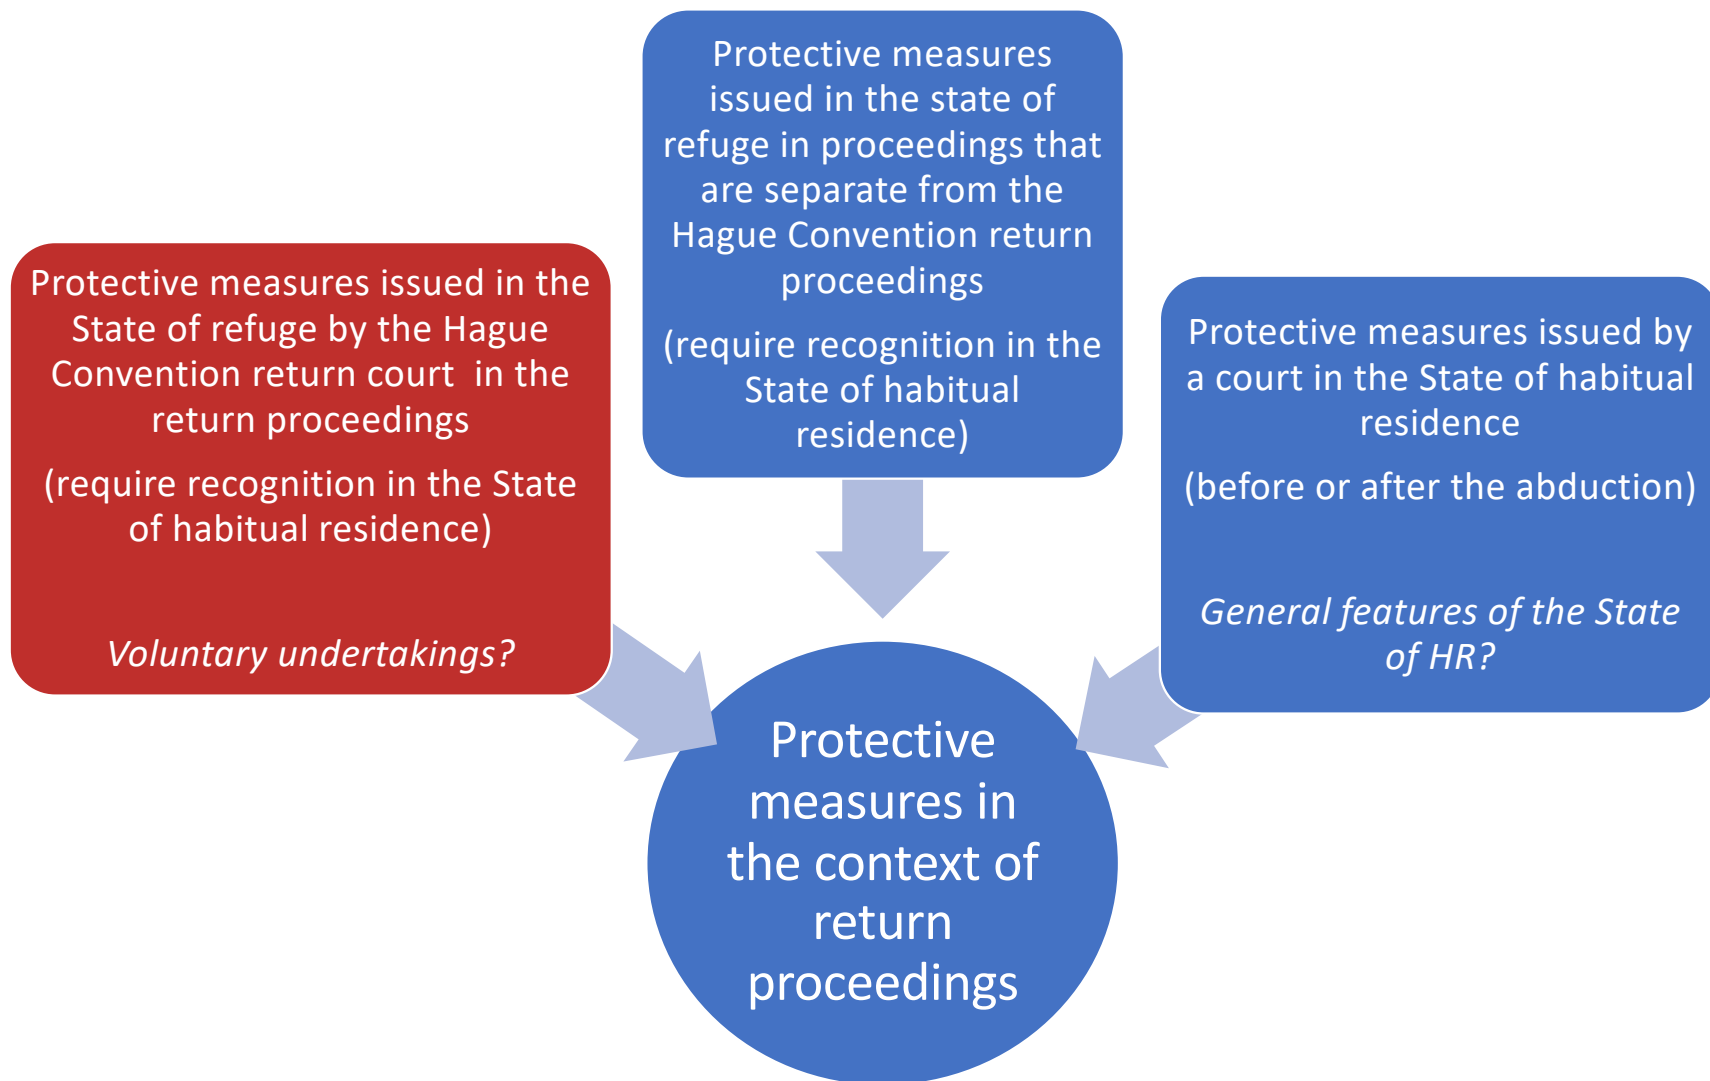 Protective measures issued in the
State of refuge by the Hague
Convention return court in the
return proceedings
(require recognition in the State
of habitual residence)
Voluntary undertakings?
Protective measures
issued in the state of
refuge in proceedings that
are separate from the
Hague Convention return
proceedings
(require recognition in the
State of habitual
residence)
Protective measures issued by
a court in the State of habitual
residence
(before or after the abduction)
General features of the State
of HR?
Protective
measures in
the context of
return
proceedings